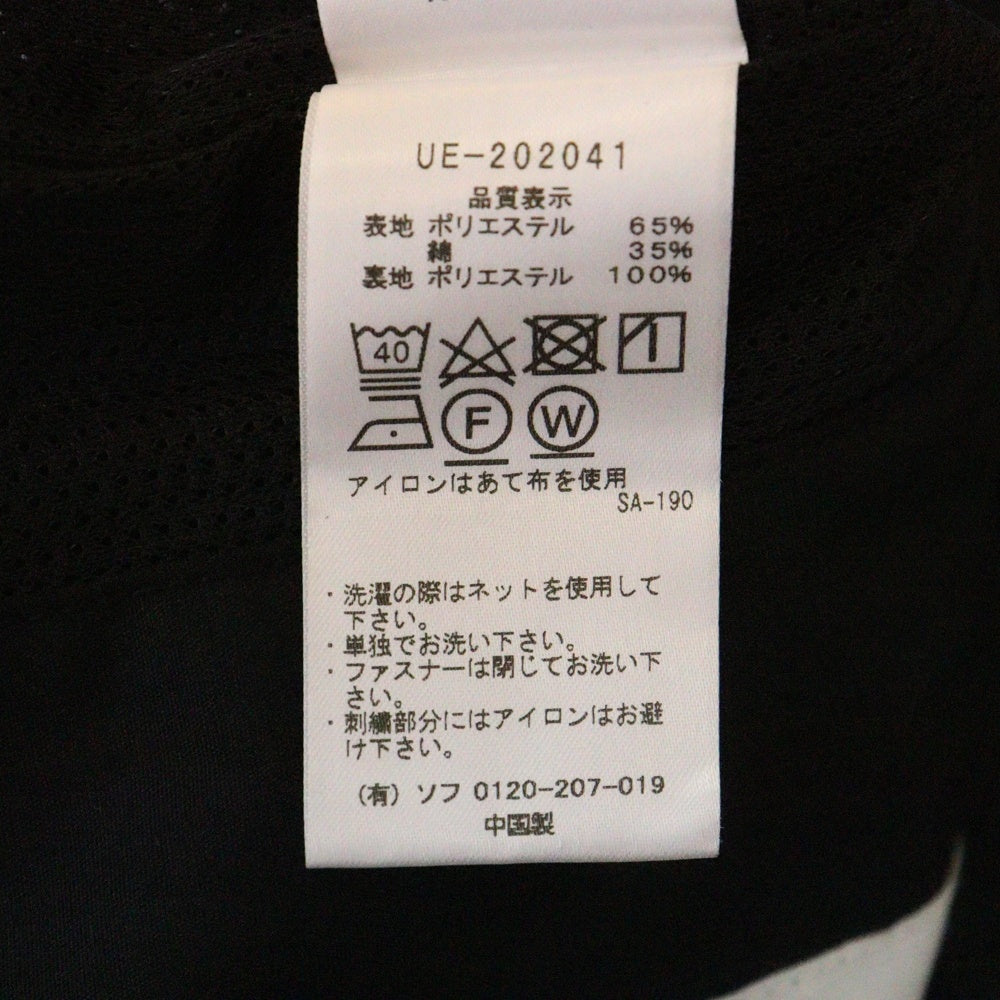 UE-202041
品質表示
表地 ポリエステル 65%
綿 35%
裏地 ポリエステル 100%
40
F W
アイロンはあて布を使用
SA-190
・洗濯の際はネットを使用して
下さい。
・単独でお洗い下さい。
・ファスナーは閉じてお洗い下
さい。
・刺繍部分にはアイロンはお避
け下さい。
(有) ソフ 0120-207-019
中国製